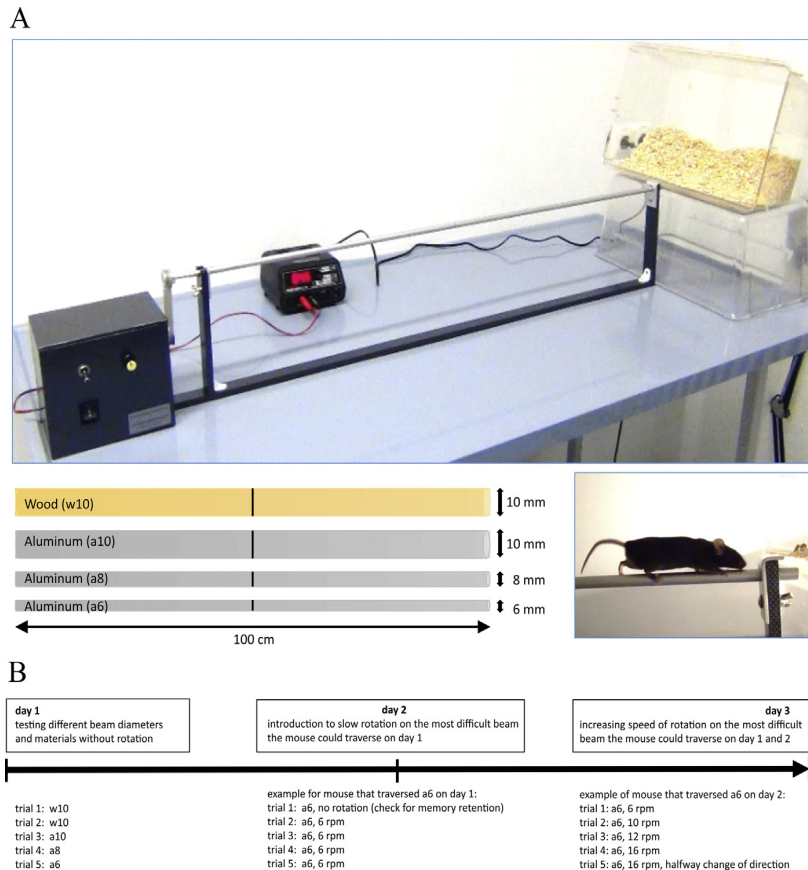 A
Wood (w10)
10 mm
Aluminum (a10)
10 mm
Aluminum (a8)
8 mm
Aluminum (a6)
6 mm
100 cm
B
day 1
testing different beam diameters
and materials without rotation
day 2
introduction to slow rotation on the most difficult beam
the mouse could traverse on day 1
day 3
increasing speed of rotation on the most difficult
beam the mouse could traverse on day 1 and 2
trial 1: w10
trial 2: w10
trial 3: a10
trial 4: a8
trial 5: a6
example for mouse that traversed a6 on day 1:
trial 1: a6, no rotation (check for memory retention)
trial 2: a6, 6 rpm
trial 3: a6, 6 rpm
trial 4: a6, 6 rpm
trial 5: a6, 6 rpm
example of mouse that traversed a6 on day 2:
trial 1: a6, 6 rpm
trial 2: a6, 10 rpm
trial 3: a6, 12 rpm
trial 4: a6, 16 rpm
trial 5: a6, 16 rpm, halfway change of direction